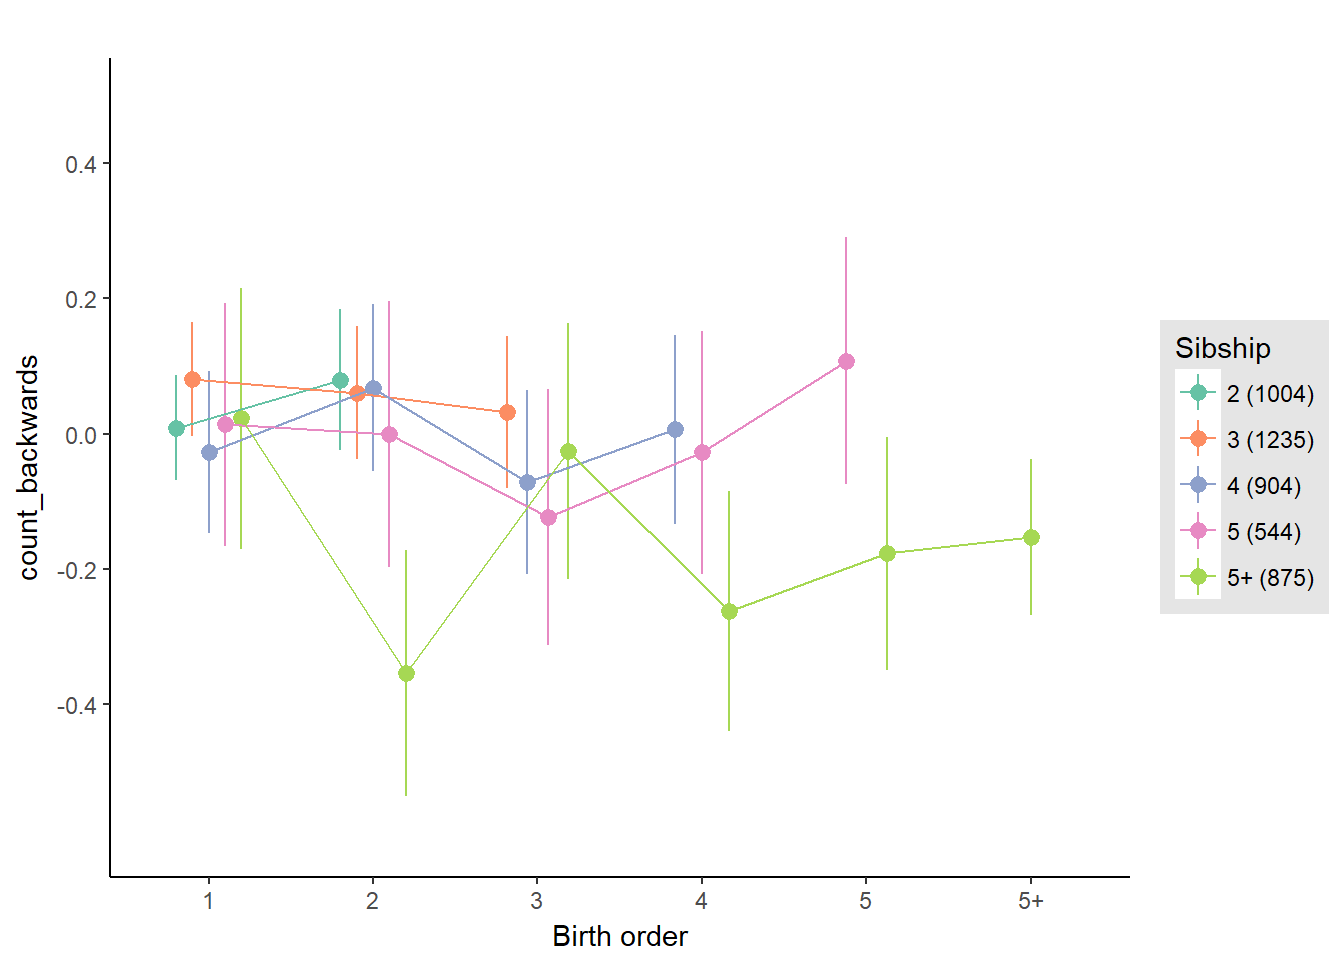 count_backwards
0.4
0.2
0.0
-0.2
-0.4
1 2 3 4 5 5+
Birth order
Sibship
2 (1004)
3 (1235)
4 (904)
5 (544)
5+ (875)